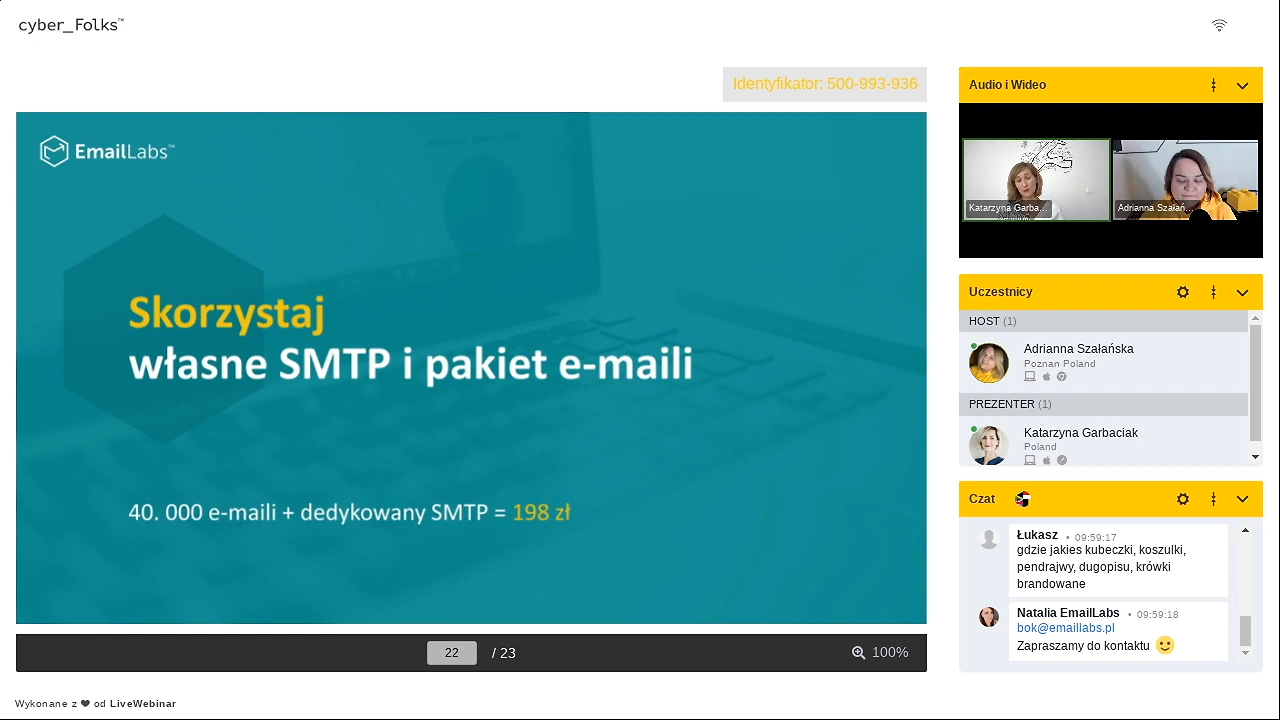 cyber_Folks™
Identyfikator: 500-993-936
EmailLabs™
Skorzystaj
własne SMTP i pakiet e-maili
40. 000 e-maili + dedykowany SMTP = 198 zł
22 / 23
100%
Wykonane z od LiveWebinar
Audio i Wideo
Katarzyna Garba...
Adrianna Szałań...
Uczestnicy
HOST (1)
Adrianna Szałańska
Poznan Poland
PREZENTER (1)
Katarzyna Garbaciak
Poland
Czat
Łukasz • 09:59:17
gdzie jakies kubeczki, koszulki,
pendrajwy, dugopisu, krówki
brandowane
Natalia EmailLabs • 09:59:18
bok@emaillabs.pl
Zapraszamy do kontaktu 🙂